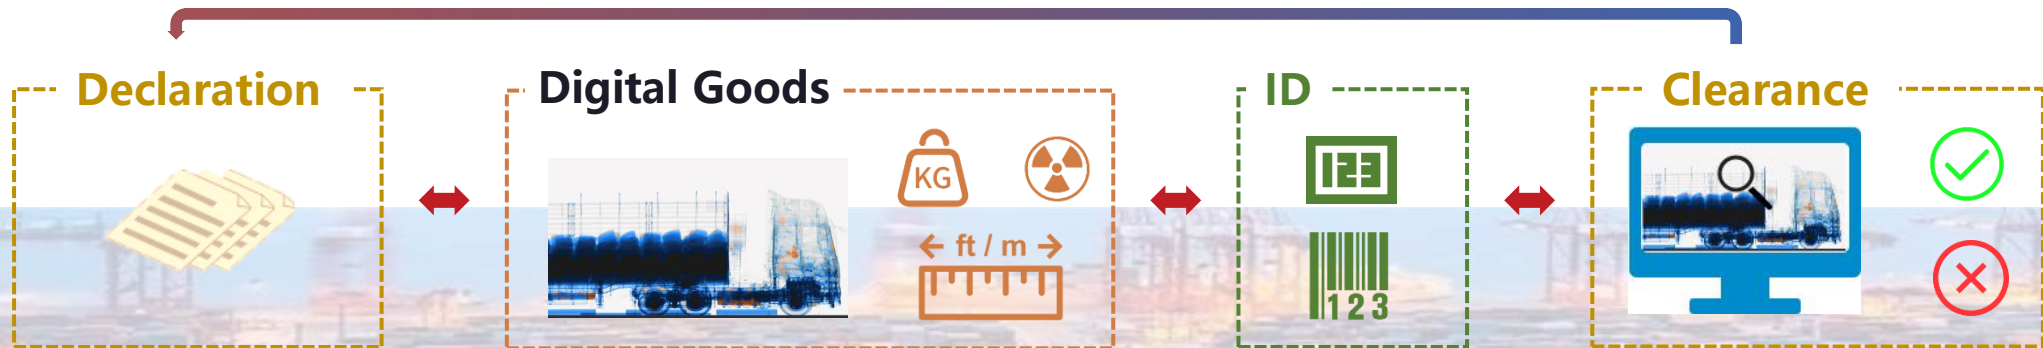 Declaration
Digital Goods
ID
Clearance
KG
123
← ft / m →
123